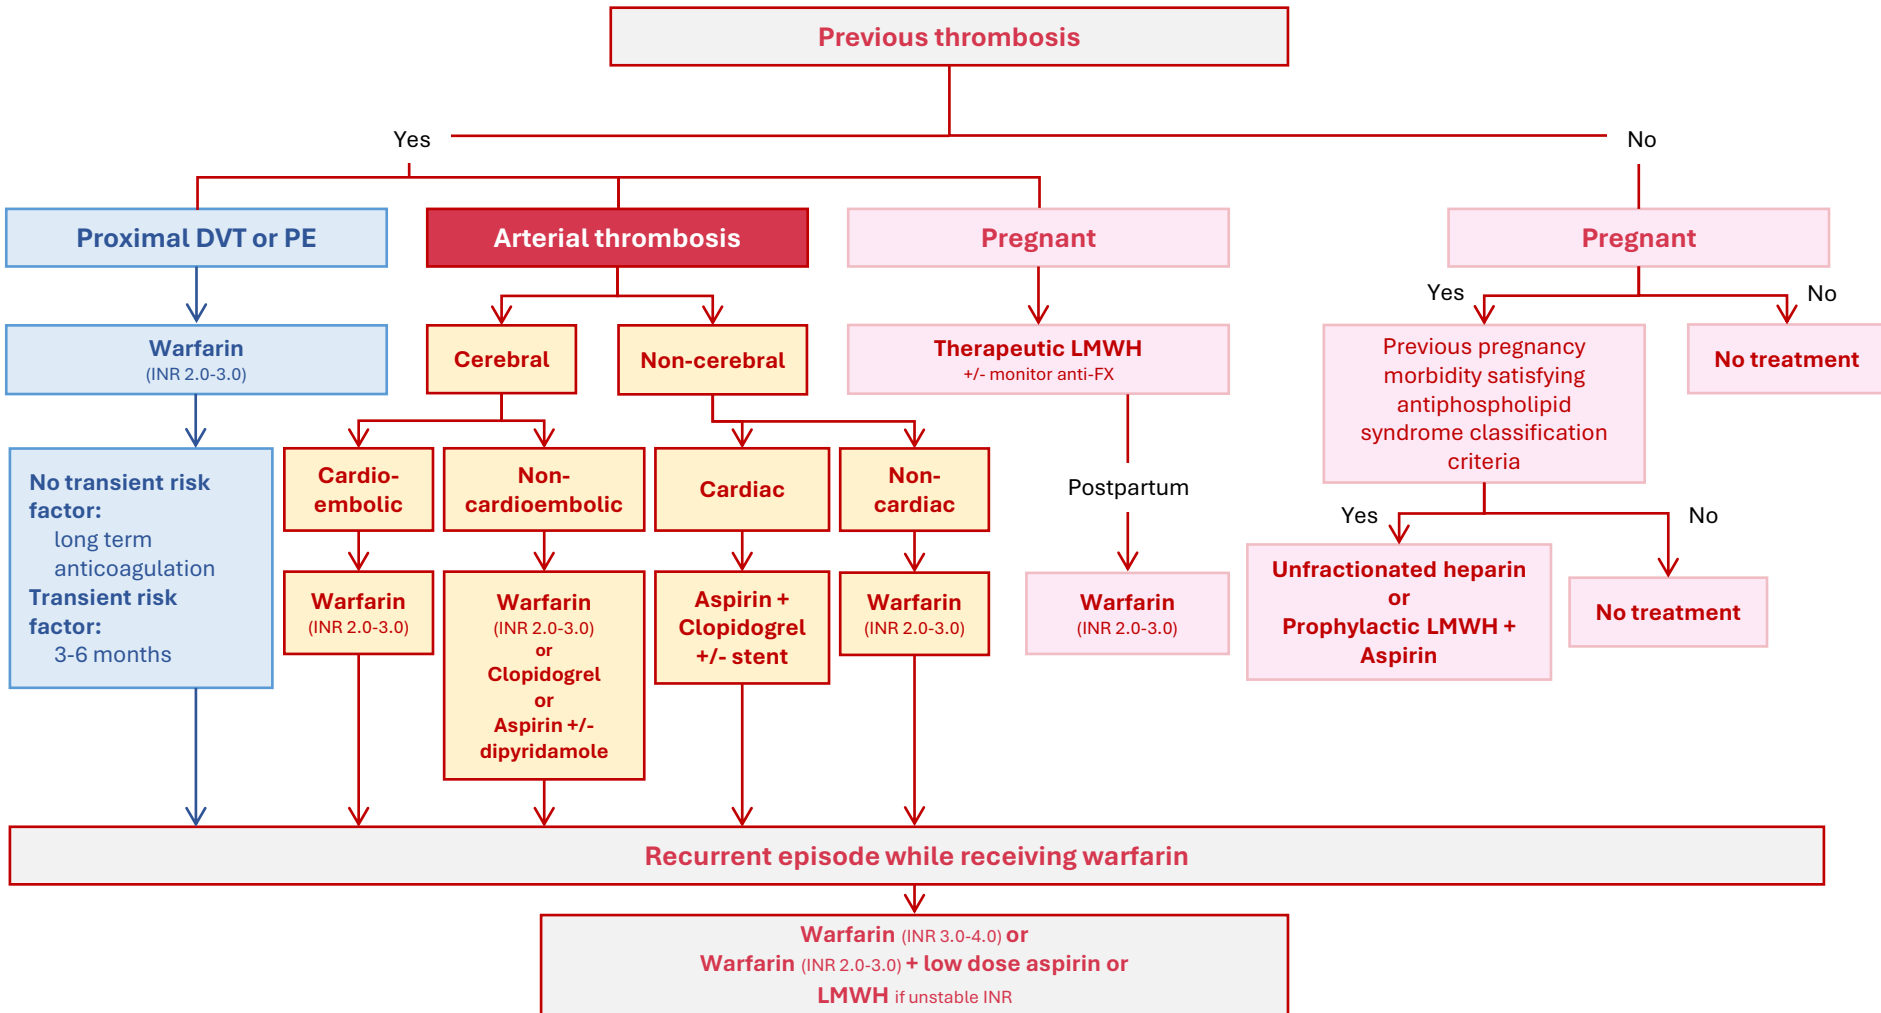 Previous thrombosis
Yes
No
Proximal DVT or PE
Arterial thrombosis
Pregnant
Pregnant
Yes
No
Warfarin
(INR 2.0-3.0)
Cerebral
Non-cerebral
Therapeutic LMWH
+/- monitor anti-FX
Previous pregnancy
morbidity satisfying
antiphospholipid
syndrome classification
criteria
No treatment
No transient risk
factor:
long term
anticoagulation
Transient risk
factor:
3-6 months
Cardio-
embolic
Non-
cardioembolic
Cardiac
Non-
cardiac
Postpartum
Yes
No
Warfarin
(INR 2.0-3.0)
Warfarin
(INR 2.0-3.0)
or
Clopidogrel
or
Aspirin +/-
dipyridamole
Aspirin +
Clopidogrel
+/- stent
Warfarin
(INR 2.0-3.0)
Warfarin
(INR 2.0-3.0)
Unfractionated heparin
or
Prophylactic LMWH +
Aspirin
No treatment
Recurrent episode while receiving warfarin
Warfarin (INR 3.0-4.0) or
Warfarin (INR 2.0-3.0) + low dose aspirin or
LMWH if unstable INR